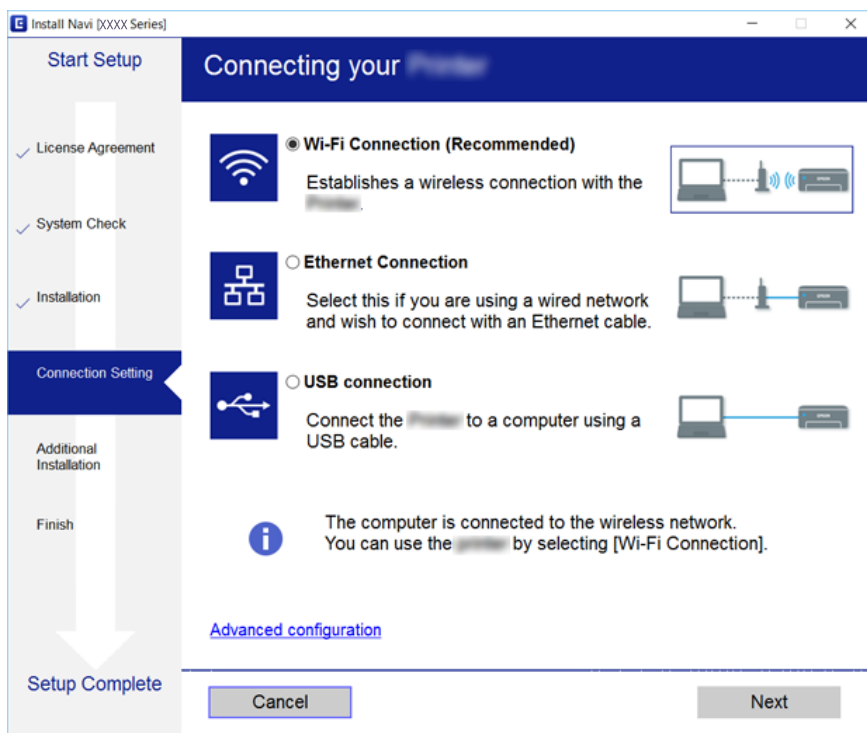 Install Navi [XXXX Series]
Start Setup
License Agreement
System Check
Installation
Connection Setting
Additional
Installation
Finish
Setup Complete
Connecting your
Wi-Fi Connection (Recommended)
Establishes a wireless connection with the
.
Ethernet Connection
Select this if you are using a wired network
and wish to connect with an Ethernet cable.
USB connection
Connect the to a computer using a
USB cable.
The computer is connected to the wireless network.
You can use the by selecting [Wi-Fi Connection].
Advanced configuration
Cancel
Next